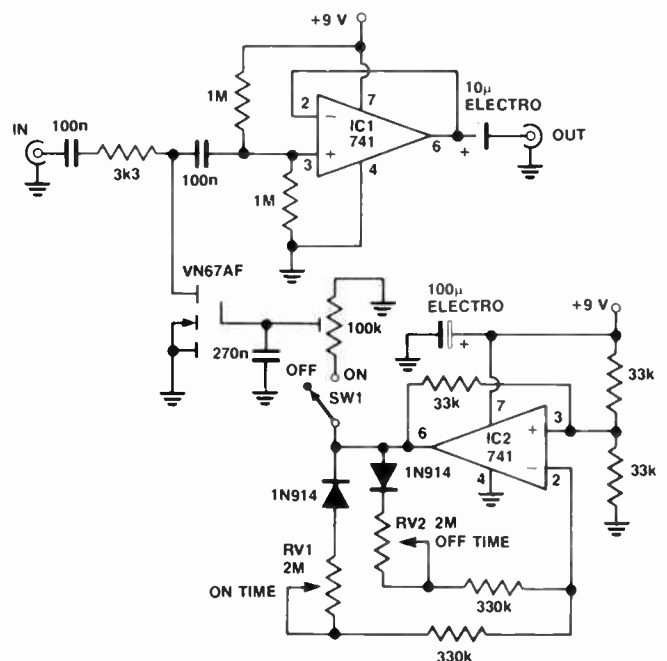 +9 V
10µ
ELECTRO
1M
2
7
IN
100n
IC1
741
6
+
OUT
3k3
100n
3
4
1M
VN67AF
100k
100µ
ELECTRO
+
+9 V
270n
OFF
ON
SW1
33k
33k
7
6
IC2
741
3
4
2
1N914
1N914
33k
RV2 2M
OFF TIME
RV1
2M
ON TIME
330k
330k